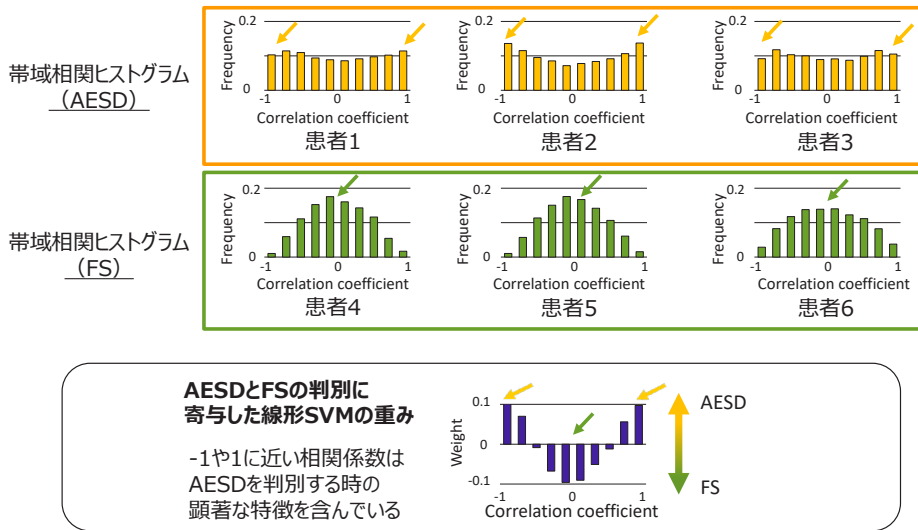 帯域相関ヒストグラム
（AESD）
Frequency
0.2
0
-1
0
1
Correlation coefficient
患者1
Frequency
0.2
0
-1
0
1
Correlation coefficient
患者2
Frequency
0.2
0
-1
0
1
Correlation coefficient
患者3
帯域相関ヒストグラム
（FS）
Frequency
0.2
0
-1
0
1
Correlation coefficient
患者4
Frequency
0.2
0
-1
0
1
Correlation coefficient
患者5
Frequency
0.2
0
-1
0
1
Correlation coefficient
患者6
AESDとFSの判別に
寄与した線形SVMの重み
-1や1に近い相関係数は
AESDを判別する時の
顕著な特徴を含んでいる
Weight
0.1
0
-0.1
-1
0
1
Correlation coefficient
AESD
FS